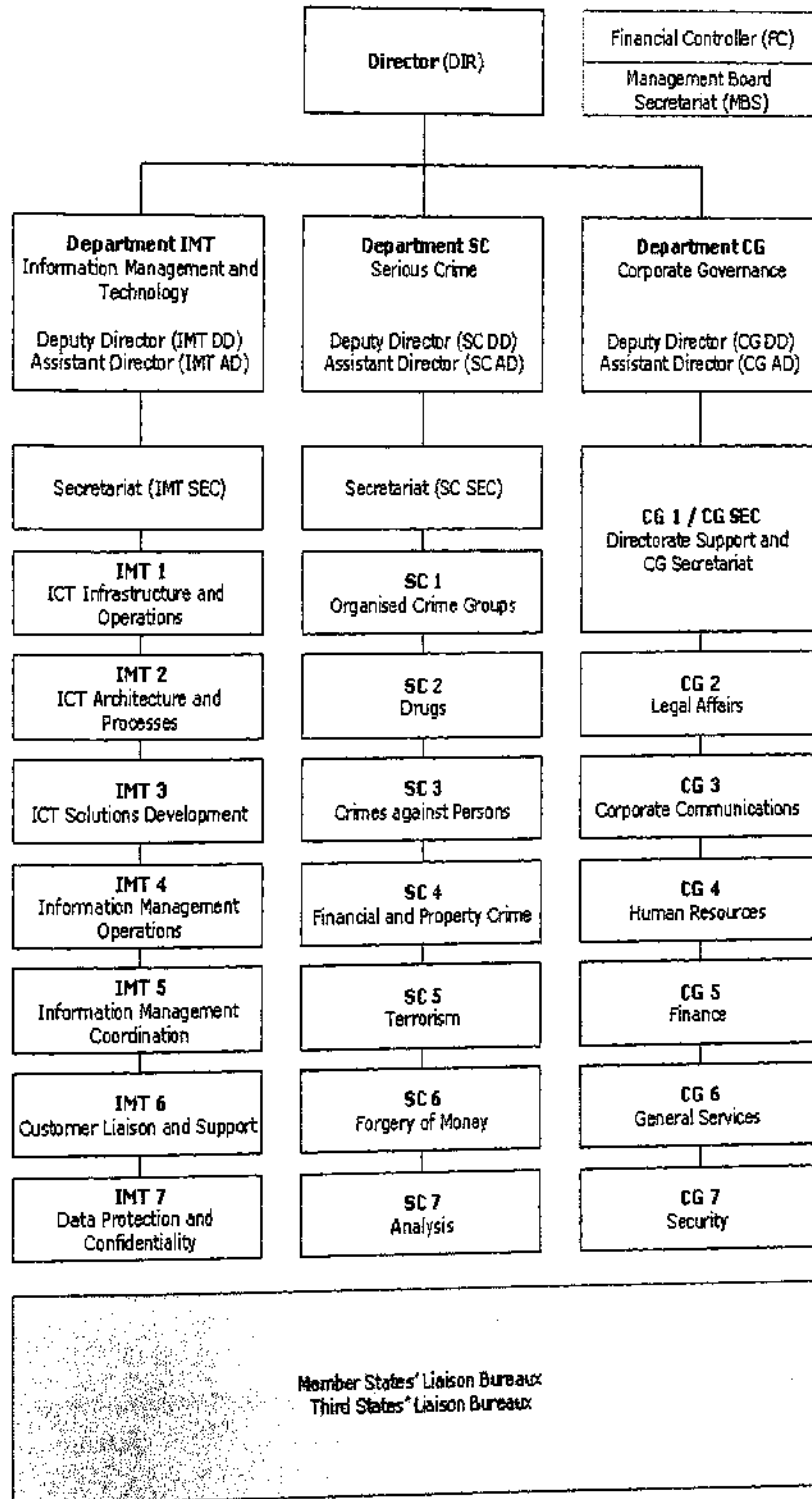 Director (DIR)
Financial Controller (FC)
Management Board
Secretariat (MBS)
Department IMT
Information Management and
Technology
Deputy Director (IMT DD)
Assistant Director (IMT AD)
Department SC
Serious Crime
Deputy Director (SC DD)
Assistant Director (SC AD)
Department CG
Corporate Governance
Deputy Director (CG DD)
Assistant Director (CG AD)
Secretariat (IMT SEC)
IMT 1
ICT Infrastructure and
Operations
IMT 2
ICT Architecture and
Processes
IMT 3
ICT Solutions Development
IMT 4
Information Management
Operations
IMT 5
Information Management
Coordination
IMT 6
Customer Liaison and Support
IMT 7
Data Protection and
Confidentiality
Secretariat (SC SEC)
SC 1
Organised Crime Groups
SC 2
Drugs
SC 3
Crimes against Persons
SC 4
Financial and Property Crime
SC 5
Terrorism
SC 6
Forgery of Money
SC 7
Analysis
CG 1 / CG SEC
Directorate Support and
CG Secretariat
CG 2
Legal Affairs
CG 3
Corporate Communications
CG 4
Human Resources
CG 5
Finance
CG 6
General Services
CG 7
Security
Member States' Liaison Bureaux
Third States' Liaison Bureaux